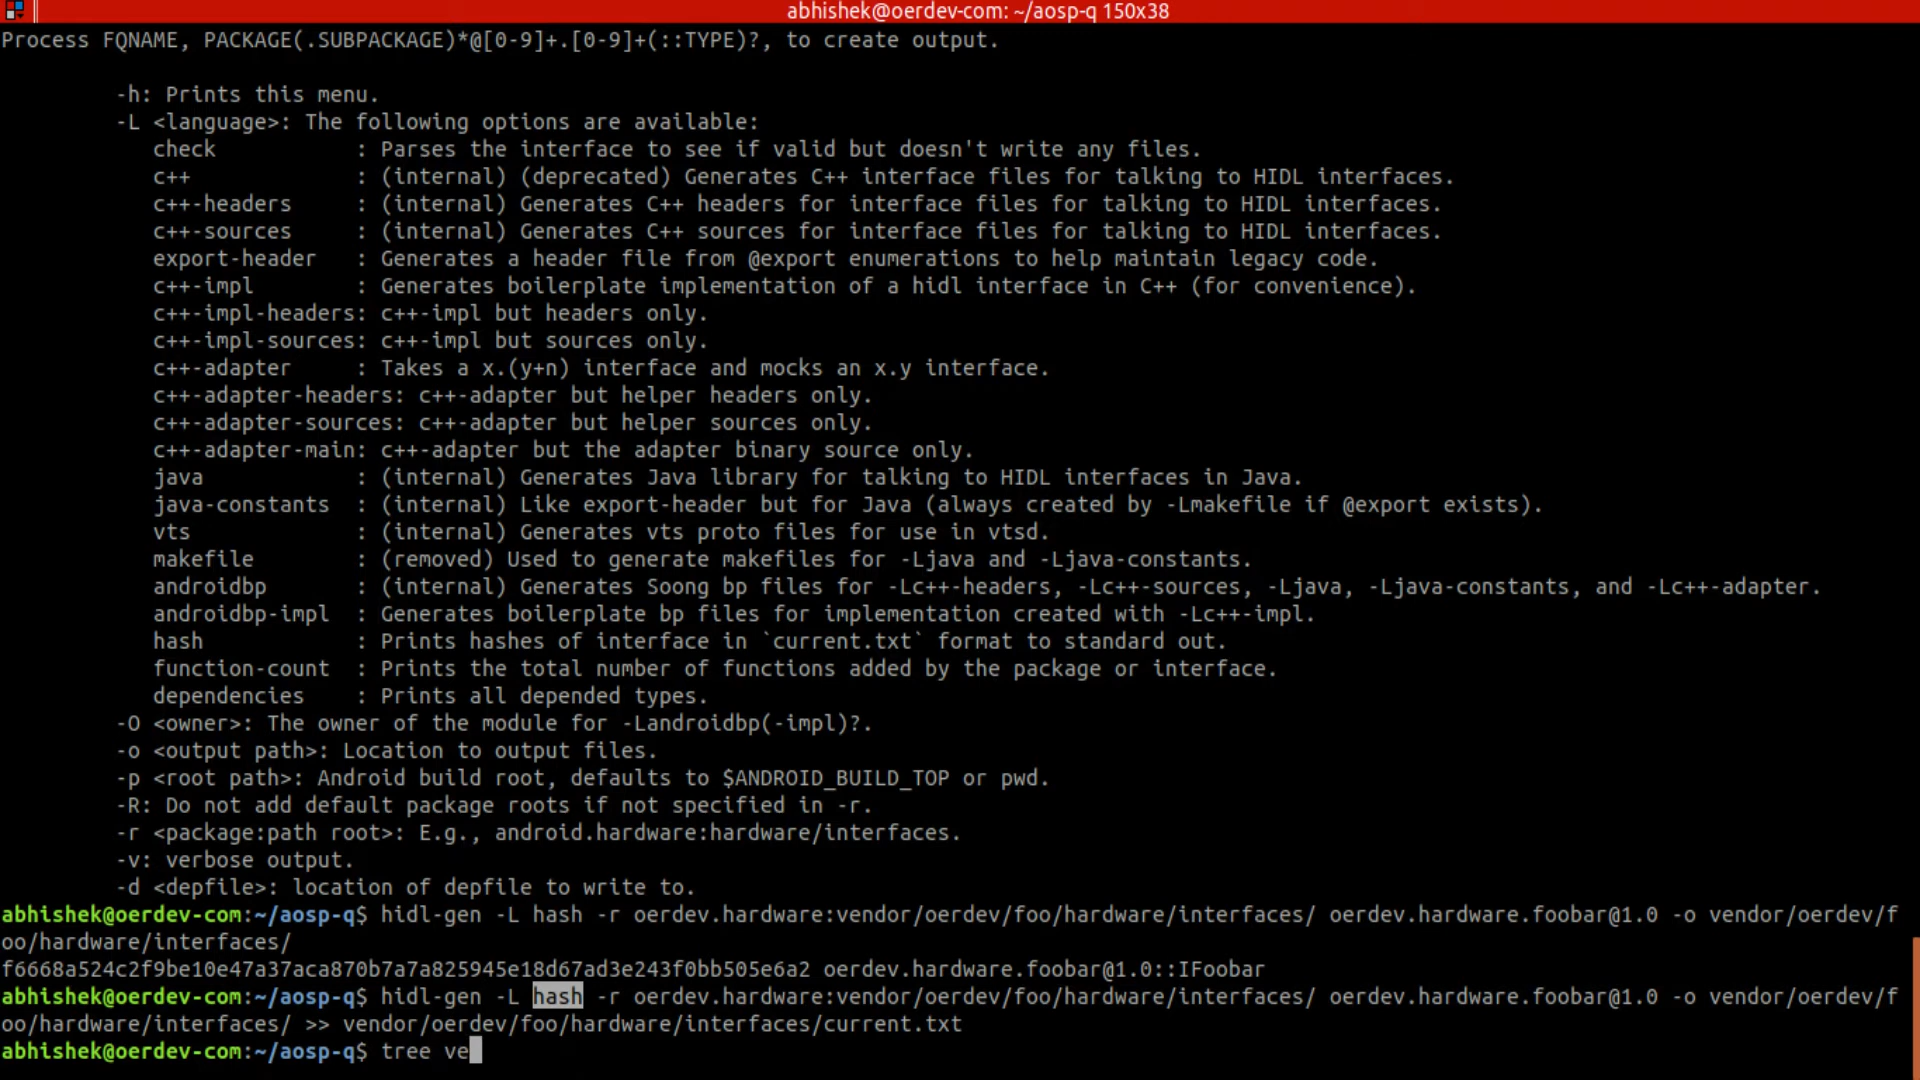 abhishek@oerdev-com: ~/aosp-q 150x38
Process FQNAME, PACKAGE(.SUBPACKAGE)*@[0-9]+.[0-9]+(::TYPE)?, to create output.
-h: Prints this menu.
-L <language>: The following options are available:
check : Parses the interface to see if valid but doesn't write any files.
c++ : (internal) (deprecated) Generates C++ interface files for talking to HIDL interfaces.
c++-headers : (internal) Generates C++ headers for interface files for talking to HIDL interfaces.
c++-sources : (internal) Generates C++ sources for interface files for talking to HIDL interfaces.
export-header : Generates a header file from @export enumerations to help maintain legacy code.
c++-impl : Generates boilerplate implementation of a hidl interface in C++ (for convenience).
c++-impl-headers: c++-impl but headers only.
c++-impl-sources: c++-impl but sources only.
c++-adapter : Takes a x.(y+n) interface and mocks an x.y interface.
c++-adapter-headers: c++-adapter but helper headers only.
c++-adapter-sources: c++-adapter but helper sources only.
c++-adapter-main: c++-adapter but the adapter binary source only.
java : (internal) Generates Java library for talking to HIDL interfaces in Java.
java-constants : (internal) Like export-header but for Java (always created by -Lmakefile if @export exists).
vts : (internal) Generates vts proto files for use in vtsd.
makefile : (removed) Used to generate makefiles for -Ljava and -Ljava-constants.
androidbp : (internal) Generates Soong bp files for -Lc++-headers, -Lc++-sources, -Ljava, -Ljava-constants, and -Lc++-adapter.
androidbp-impl : Generates boilerplate bp files for implementation created with -Lc++-impl.
hash : Prints hashes of interface in `current.txt` format to standard out.
function-count : Prints the total number of functions added by the package or interface.
dependencies : Prints all depended types.
-O <owner>: The owner of the module for -Landroidbp(-impl)?.
-o <output path>: Location to output files.
-p <root path>: Android build root, defaults to $ANDROID_BUILD_TOP or pwd.
-R: Do not add default package roots if not specified in -r.
-r <package:path root>: E.g., android.hardware:hardware/interfaces.
-v: verbose output.
-d <depfile>: location of depfile to write to.
abhishek@oerdev-com:~/aosp-q$ hidl-gen -L hash -r oerdev.hardware:vendor/oerdev/foo/hardware/interfaces/ oerdev.hardware.foobar@1.0 -o vendor/oerdev/f
oo/hardware/interfaces/
f6668a524c2f9be10e47a37aca870b7a7a825945e18d67ad3e243f0bb505e6a2 oerdev.hardware.foobar@1.0::IFoobar
abhishek@oerdev-com:~/aosp-q$ hidl-gen -L hash -r oerdev.hardware:vendor/oerdev/foo/hardware/interfaces/ oerdev.hardware.foobar@1.0 -o vendor/oerdev/f
oo/hardware/interfaces/ >> vendor/oerdev/foo/hardware/interfaces/current.txt
abhishek@oerdev-com:~/aosp-q$ tree ve